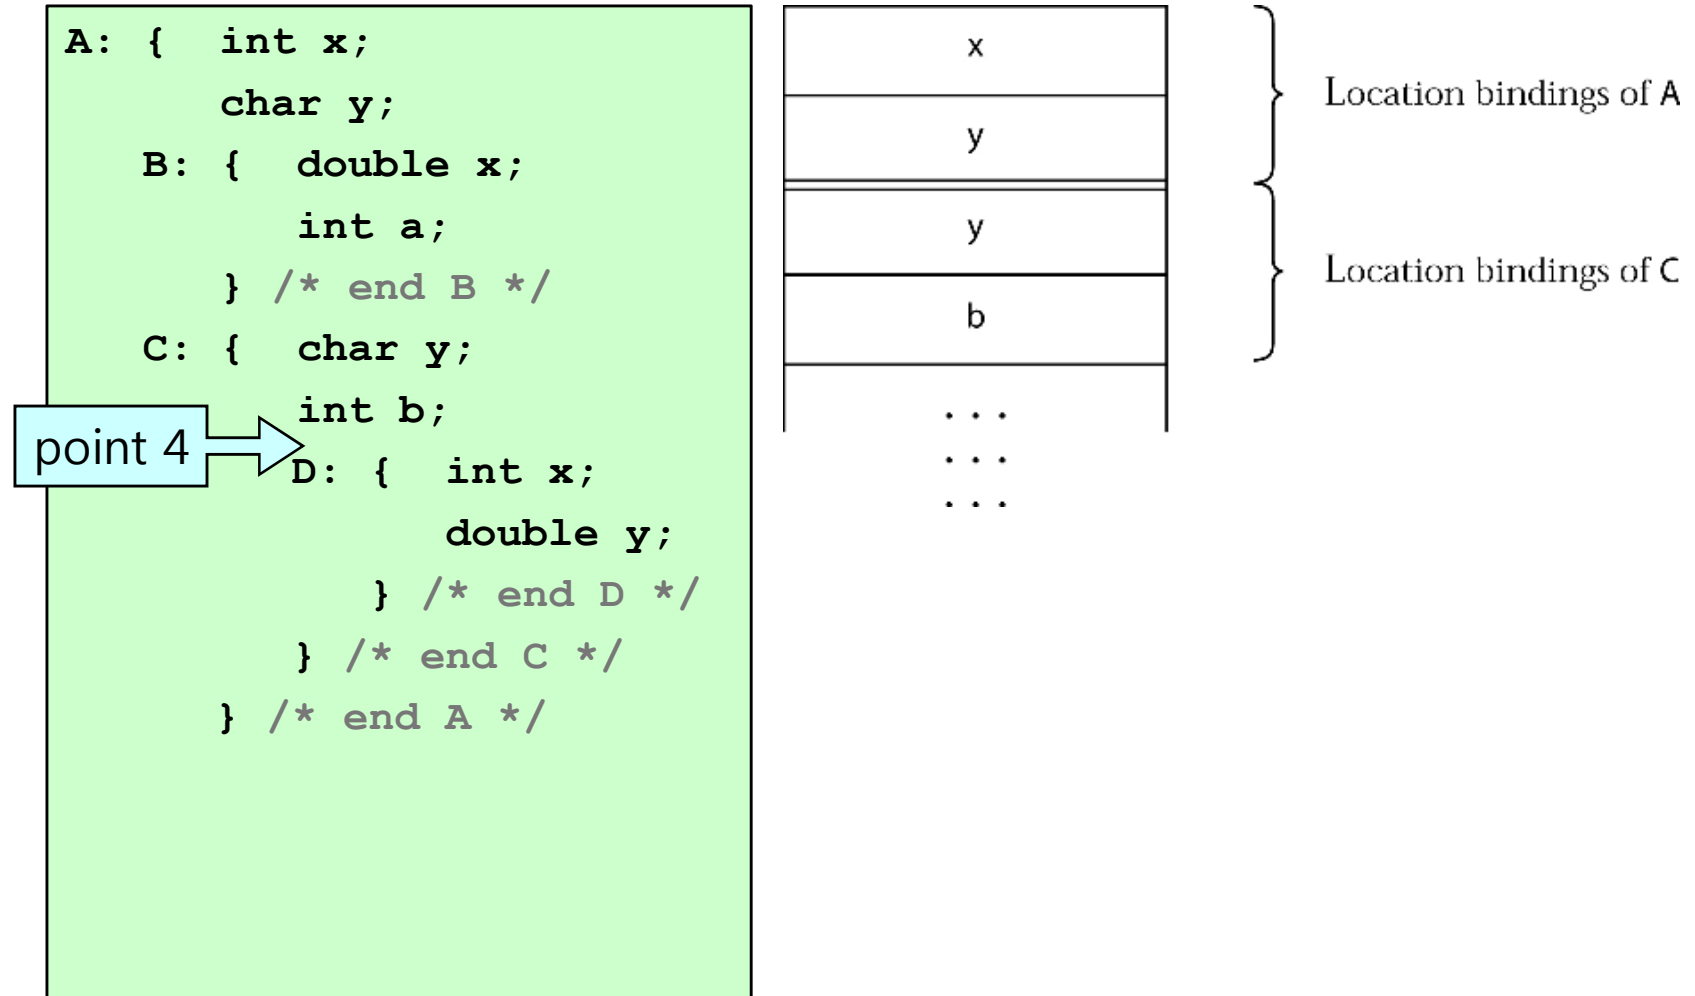 A: { int x;
char y;
B: { double x;
int a;
} /* end B */
C: { char y;
int b;
point 4
D: { int x;
double y;
} /* end D */
} /* end C */
} /* end A */
x
y
y
b
. . .
. . .
. . .
Location bindings of A
Location bindings of C